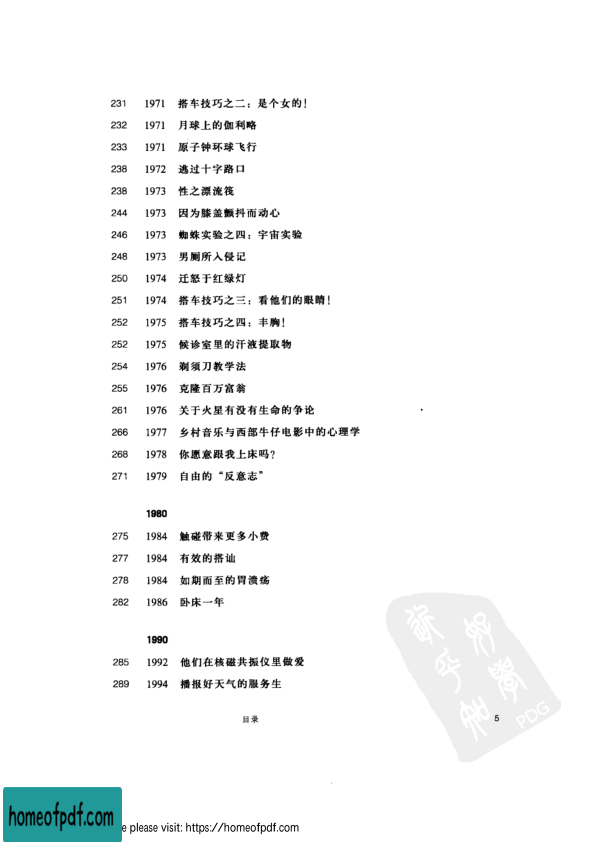 231 1971 搭车技巧之二：是个女的！
232 1971 月球上的伽利略
233 1971 原子钟环球飞行
238 1972 逃过十字路口
238 1973 性之漂流筏
244 1973 因为膝盖颤抖而动心
246 1973 蜘蛛实验之四：宇宙实验
248 1973 男厕所入侵记
250 1974 迁怒于红绿灯
251 1974 搭车技巧之三：看他们的眼睛！
252 1975 搭车技巧之四：丰胸！
252 1975 候诊室里的汗液提取物
254 1976 剃须刀教学法
255 1976 克隆百万富翁
261 1976 关于火星有没有生命的争论
266 1977 乡村音乐与西部牛仔电影中的心理学
268 1978 你愿意跟我上床吗？
271 1979 自由的“反意志”
1980
275 1984 触碰带来更多小费
277 1984 有效的搭讪
278 1984 如期而至的胃溃疡
282 1986 卧床一年
1990
285 1992 他们在核磁共振仪里做爱
289 1994 播报好天气的服务生
目录 5
PDG
homeofpdf.com
e please visit: https://homeofpdf.com